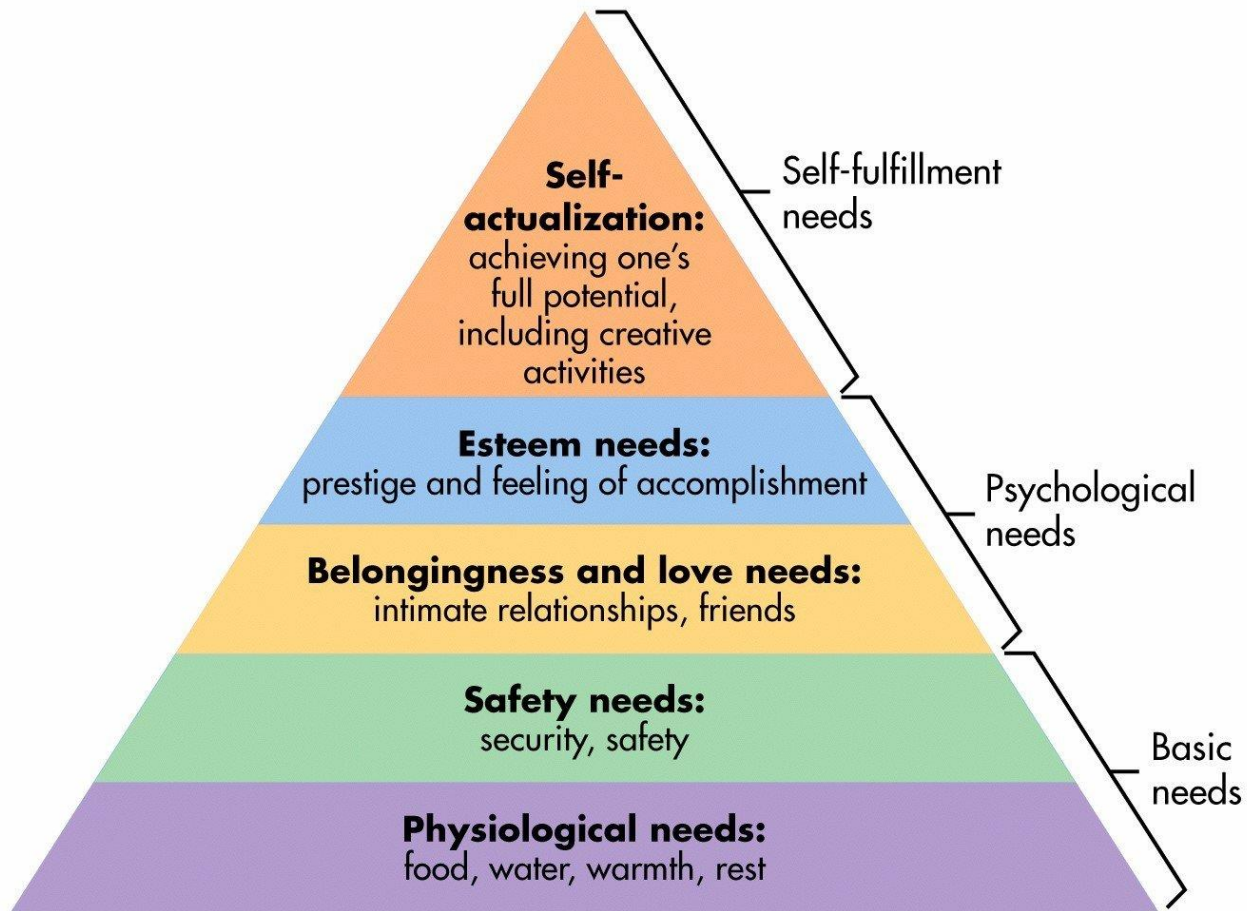 Self-
actualization:
achieving one's
full potential,
including creative
activities
Self-fulfillment
needs
Esteem needs:
prestige and feeling of accomplishment
Psychological
needs
Belongingness and love needs:
intimate relationships, friends
Safety needs:
security, safety
Basic
needs
Physiological needs:
food, water, warmth, rest